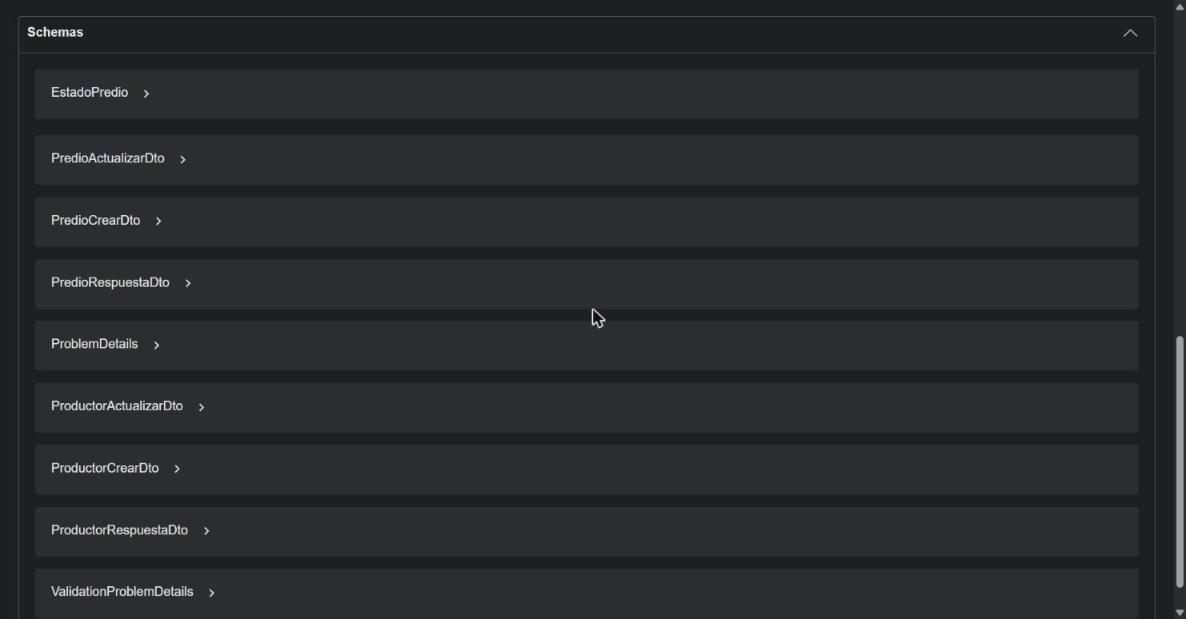 Schemas
EstadoPredio
PredioActualizarDto
PredioCrearDto
PredioRespuestaDto
ProblemDetails
ProductorActualizarDto
ProductorCrearDto
ProductorRespuestaDto
ValidationProblemDetails